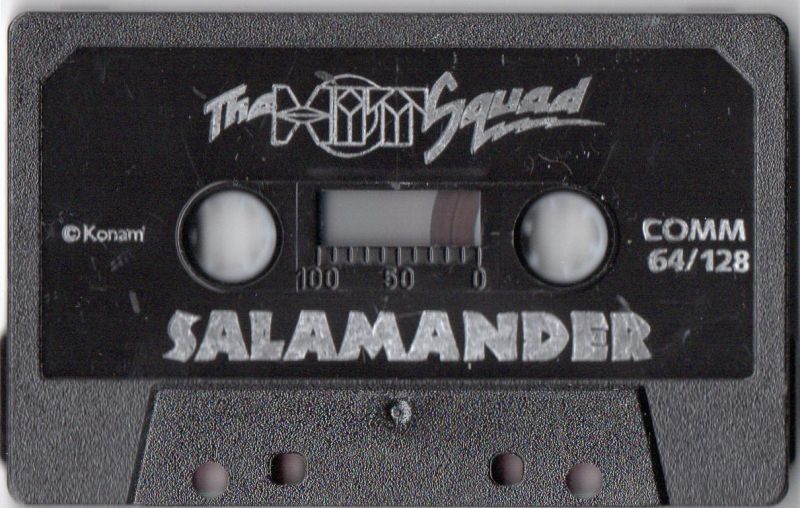 The Hit Squad
© Konami
COMM
64/128
100 50 0
SALAMANDER